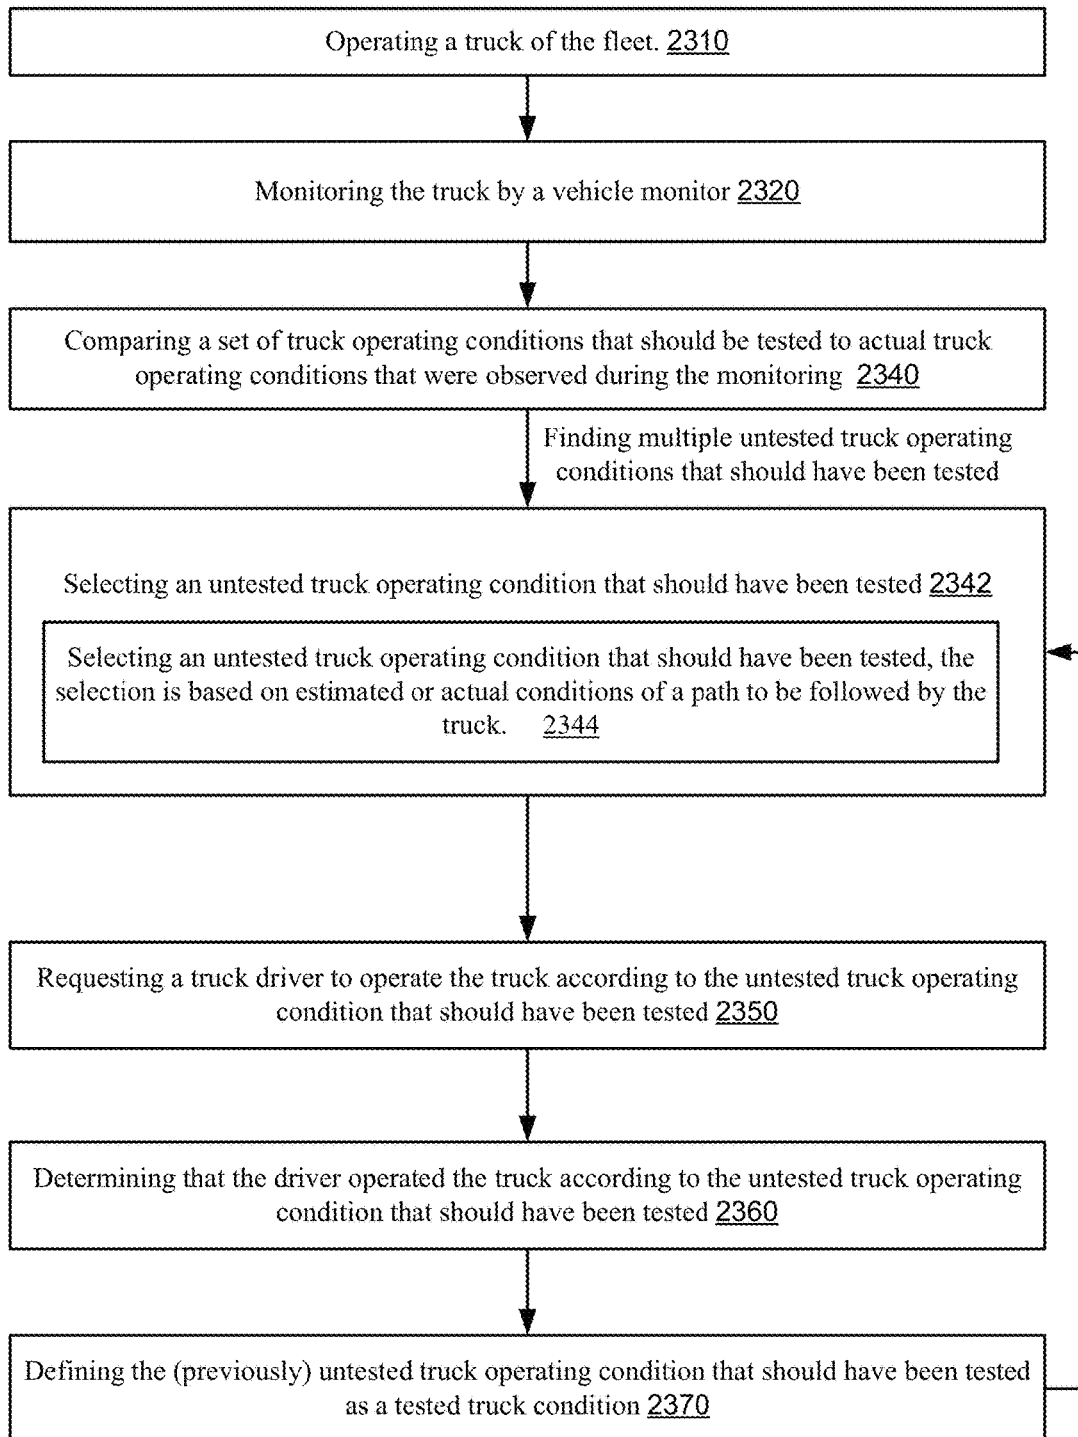 Operating a truck of the fleet. 2310
Monitoring the truck by a vehicle monitor 2320
Comparing a set of truck operating conditions that should be tested to actual truck
operating conditions that were observed during the monitoring 2340
Finding multiple untested truck operating
conditions that should have been tested
Selecting an untested truck operating condition that should have been tested 2342
Selecting an untested truck operating condition that should have been tested, the
selection is based on estimated or actual conditions of a path to be followed by the
truck. 2344
Requesting a truck driver to operate the truck according to the untested truck operating
condition that should have been tested 2350
Determining that the driver operated the truck according to the untested truck operating
condition that should have been tested 2360
Defining the (previously) untested truck operating condition that should have been tested
as a tested truck condition 2370